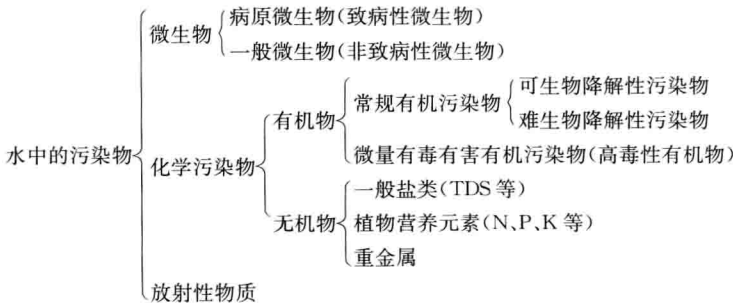 病原微生物(致病性微生物)
微生物
一般微生物(非致病性微生物)
可生物降解性污染物
常规有机污染物
难生物降解性污染物
有机物
微量有毒有害有机污染物(高毒性有机物)
水中的污染物
化学污染物
一般盐类(TDS等)
无机物
植物营养元素(N、P、K等)
重金属
放射性物质